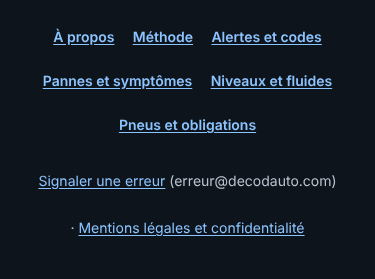 À propos Méthode Alertes et codes
Pannes et symptômes Niveaux et fluides
Pneus et obligations
Signaler une erreur (erreur@decodauto.com)
· Mentions légales et confidentialité